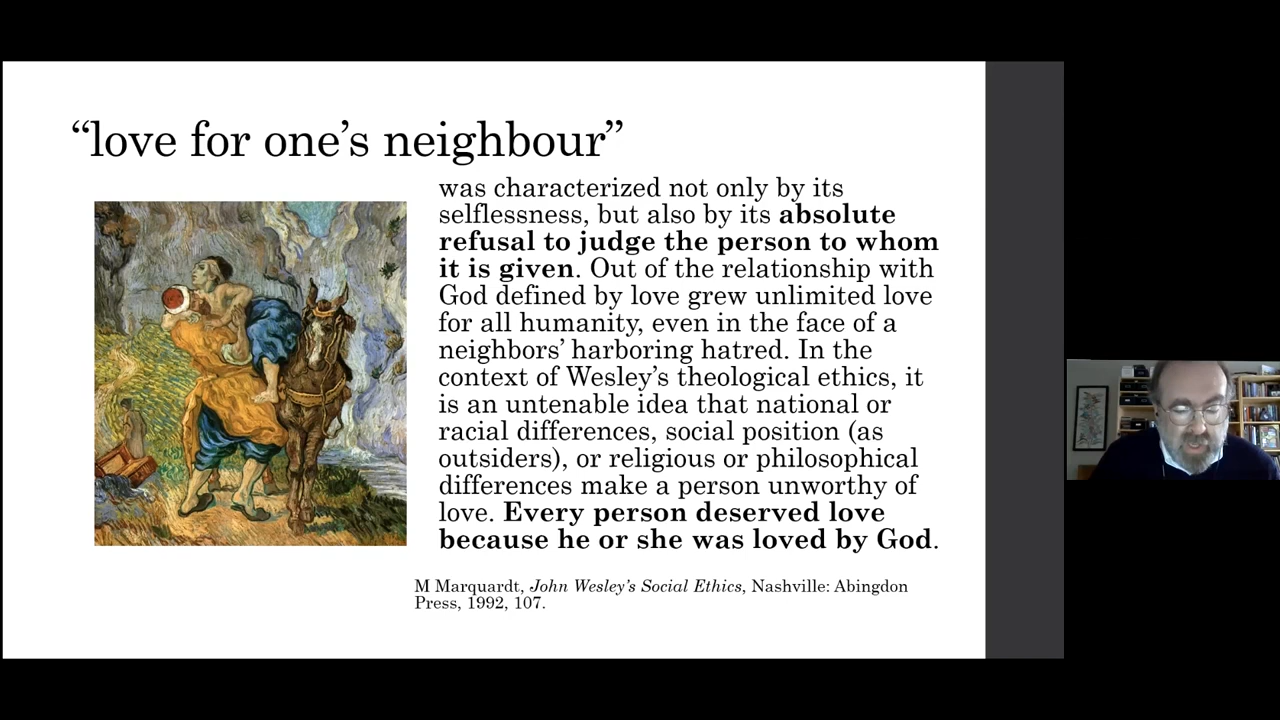 “love for one’s neighbour”
was characterized not only by its
selflessness, but also by its absolute
refusal to judge the person to whom
it is given. Out of the relationship with
God defined by love grew unlimited love
for all humanity, even in the face of a
neighbors’ harboring hatred. In the
context of Wesley’s theological ethics, it
is an untenable idea that national or
racial differences, social position (as
outsiders), or religious or philosophical
differences make a person unworthy of
love. Every person deserved love
because he or she was loved by God.
M Marquardt, John Wesley’s Social Ethics, Nashville: Abingdon
Press, 1992, 107.